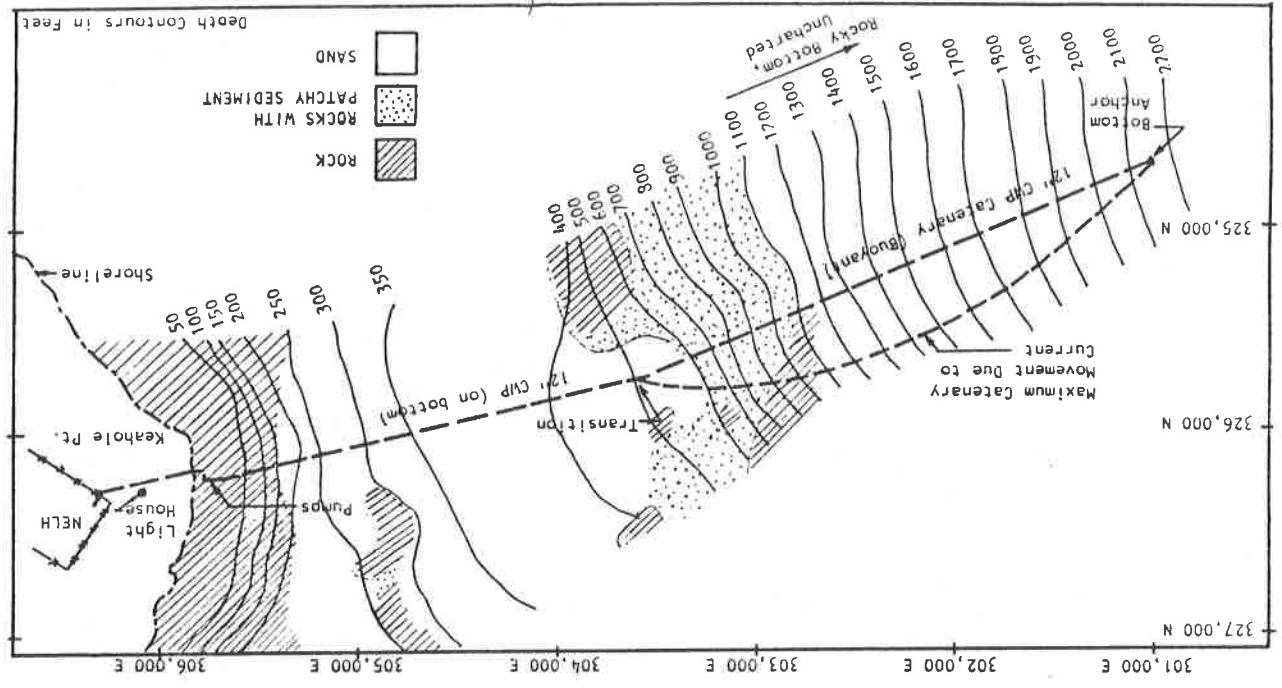 301,000 E
302,000 E
303,000 E
304,000 E
305,000 E
306,000 E
327,000 N
326,000 N
325,000 N
NELH
Light
House
Keahole Pt.
Pumps
Shoreline
12" CWP (on bottom)
Transition
Maximum Catenary
Movement Due to
Current
12" CWP Catenary (Buoyant)
Bottom
Anchor
50
100
150
200
250
300
350
400
500
600
700
800
900
1000
1100
1200
1300
1400
1500
1600
1700
1800
1900
2000
2100
2200
Rocky Bottom,
Uncharted
ROCK
ROCKS WITH
PATCHY SEDIMENT
SAND
Depth Contours in Feet